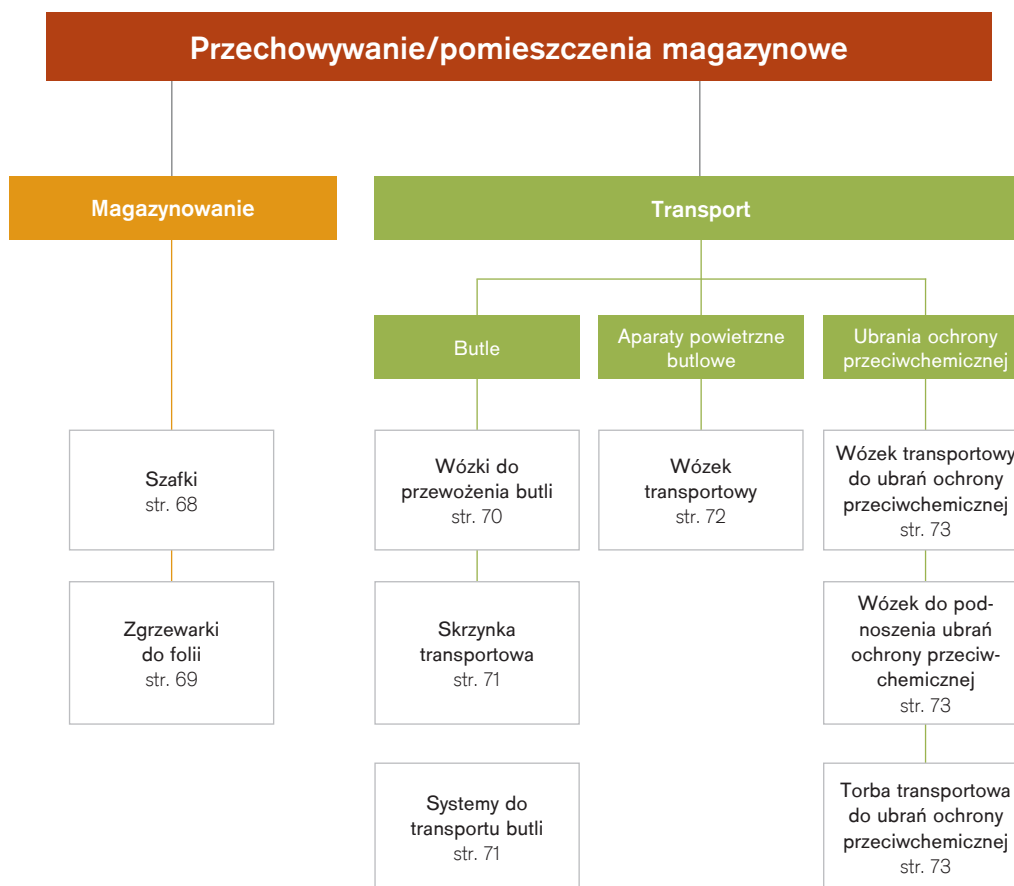 Przechowywanie/pomieszczenia magazynowe
Magazynowanie
Transport
Butle
Aparaty powietrzne
butlowe
Ubrania ochrony
przeciwchemicznej
Szafki
str. 68
Wózki do
przewożenia butli
str. 70
Wózek
transportowy
str. 72
Wózek transportowy
do ubrań ochrony
przeciwchemicznej
str. 73
Zgrzewarki
do folii
str. 69
Skrzynka
transportowa
str. 71
Wózek do pod-
noszenia ubrań
ochrony przeciw-
chemicznej
str. 73
Systemy do
transportu butli
str. 71
Torba transportowa
do ubrań ochrony
przeciwchemicznej
str. 73